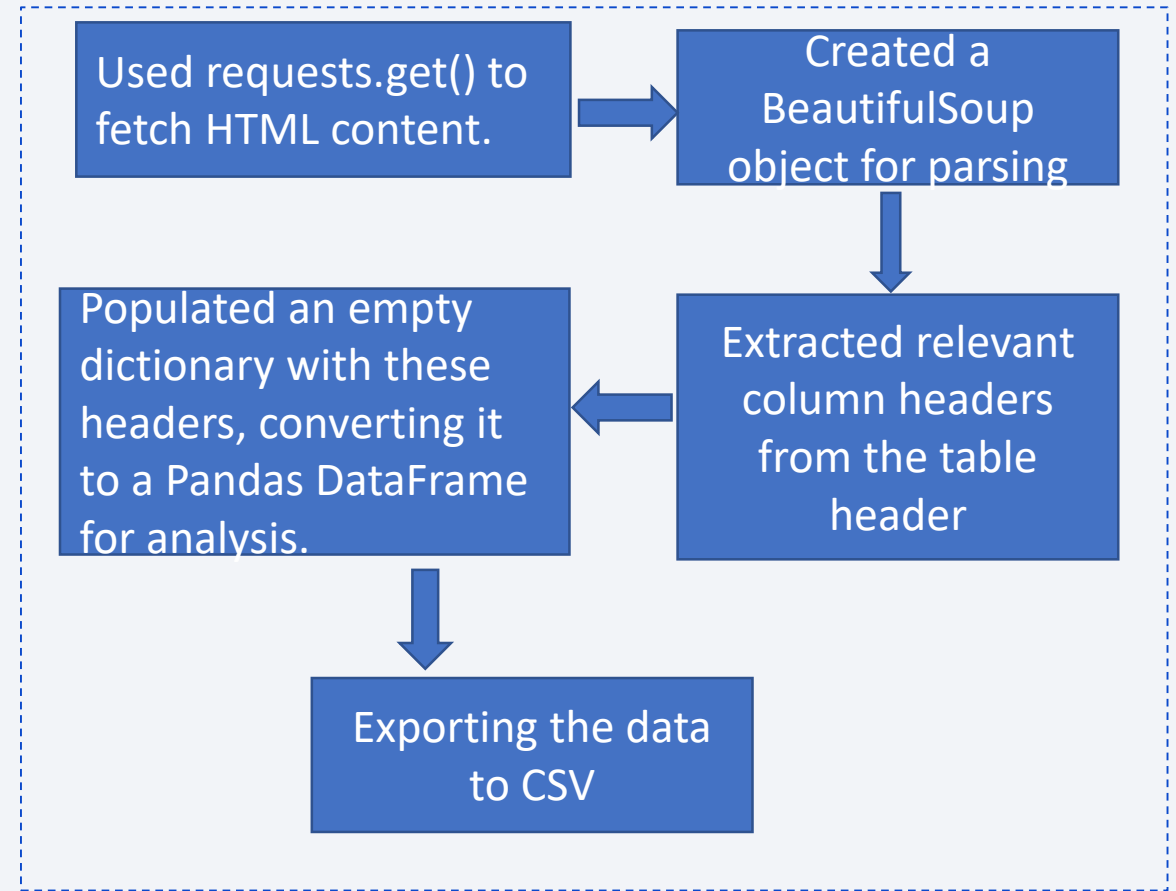 Used requests.get() to
fetch HTML content.
Created a
BeautifulSoup
object for parsing
Extracted relevant
column headers
from the table
header
Populated an empty
dictionary with these
headers, converting it
to a Pandas DataFrame
for analysis.
Exporting the data
to CSV